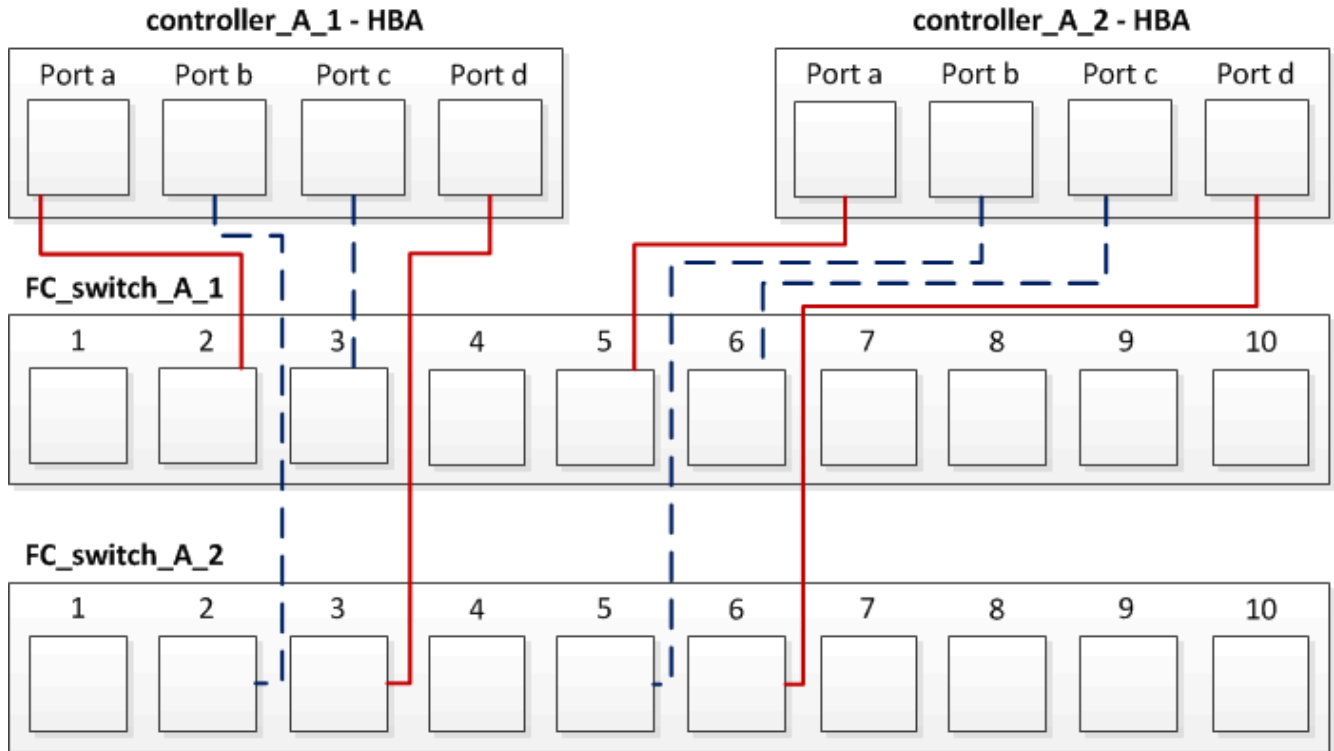 controller_A_1 - HBA
controller_A_2 - HBA
Port a Port b Port c Port d
Port a Port b Port c Port d
FC_switch_A_1
1 2 3 4 5 6 7 8 9 10
FC_switch_A_2
1 2 3 4 5 6 7 8 9 10